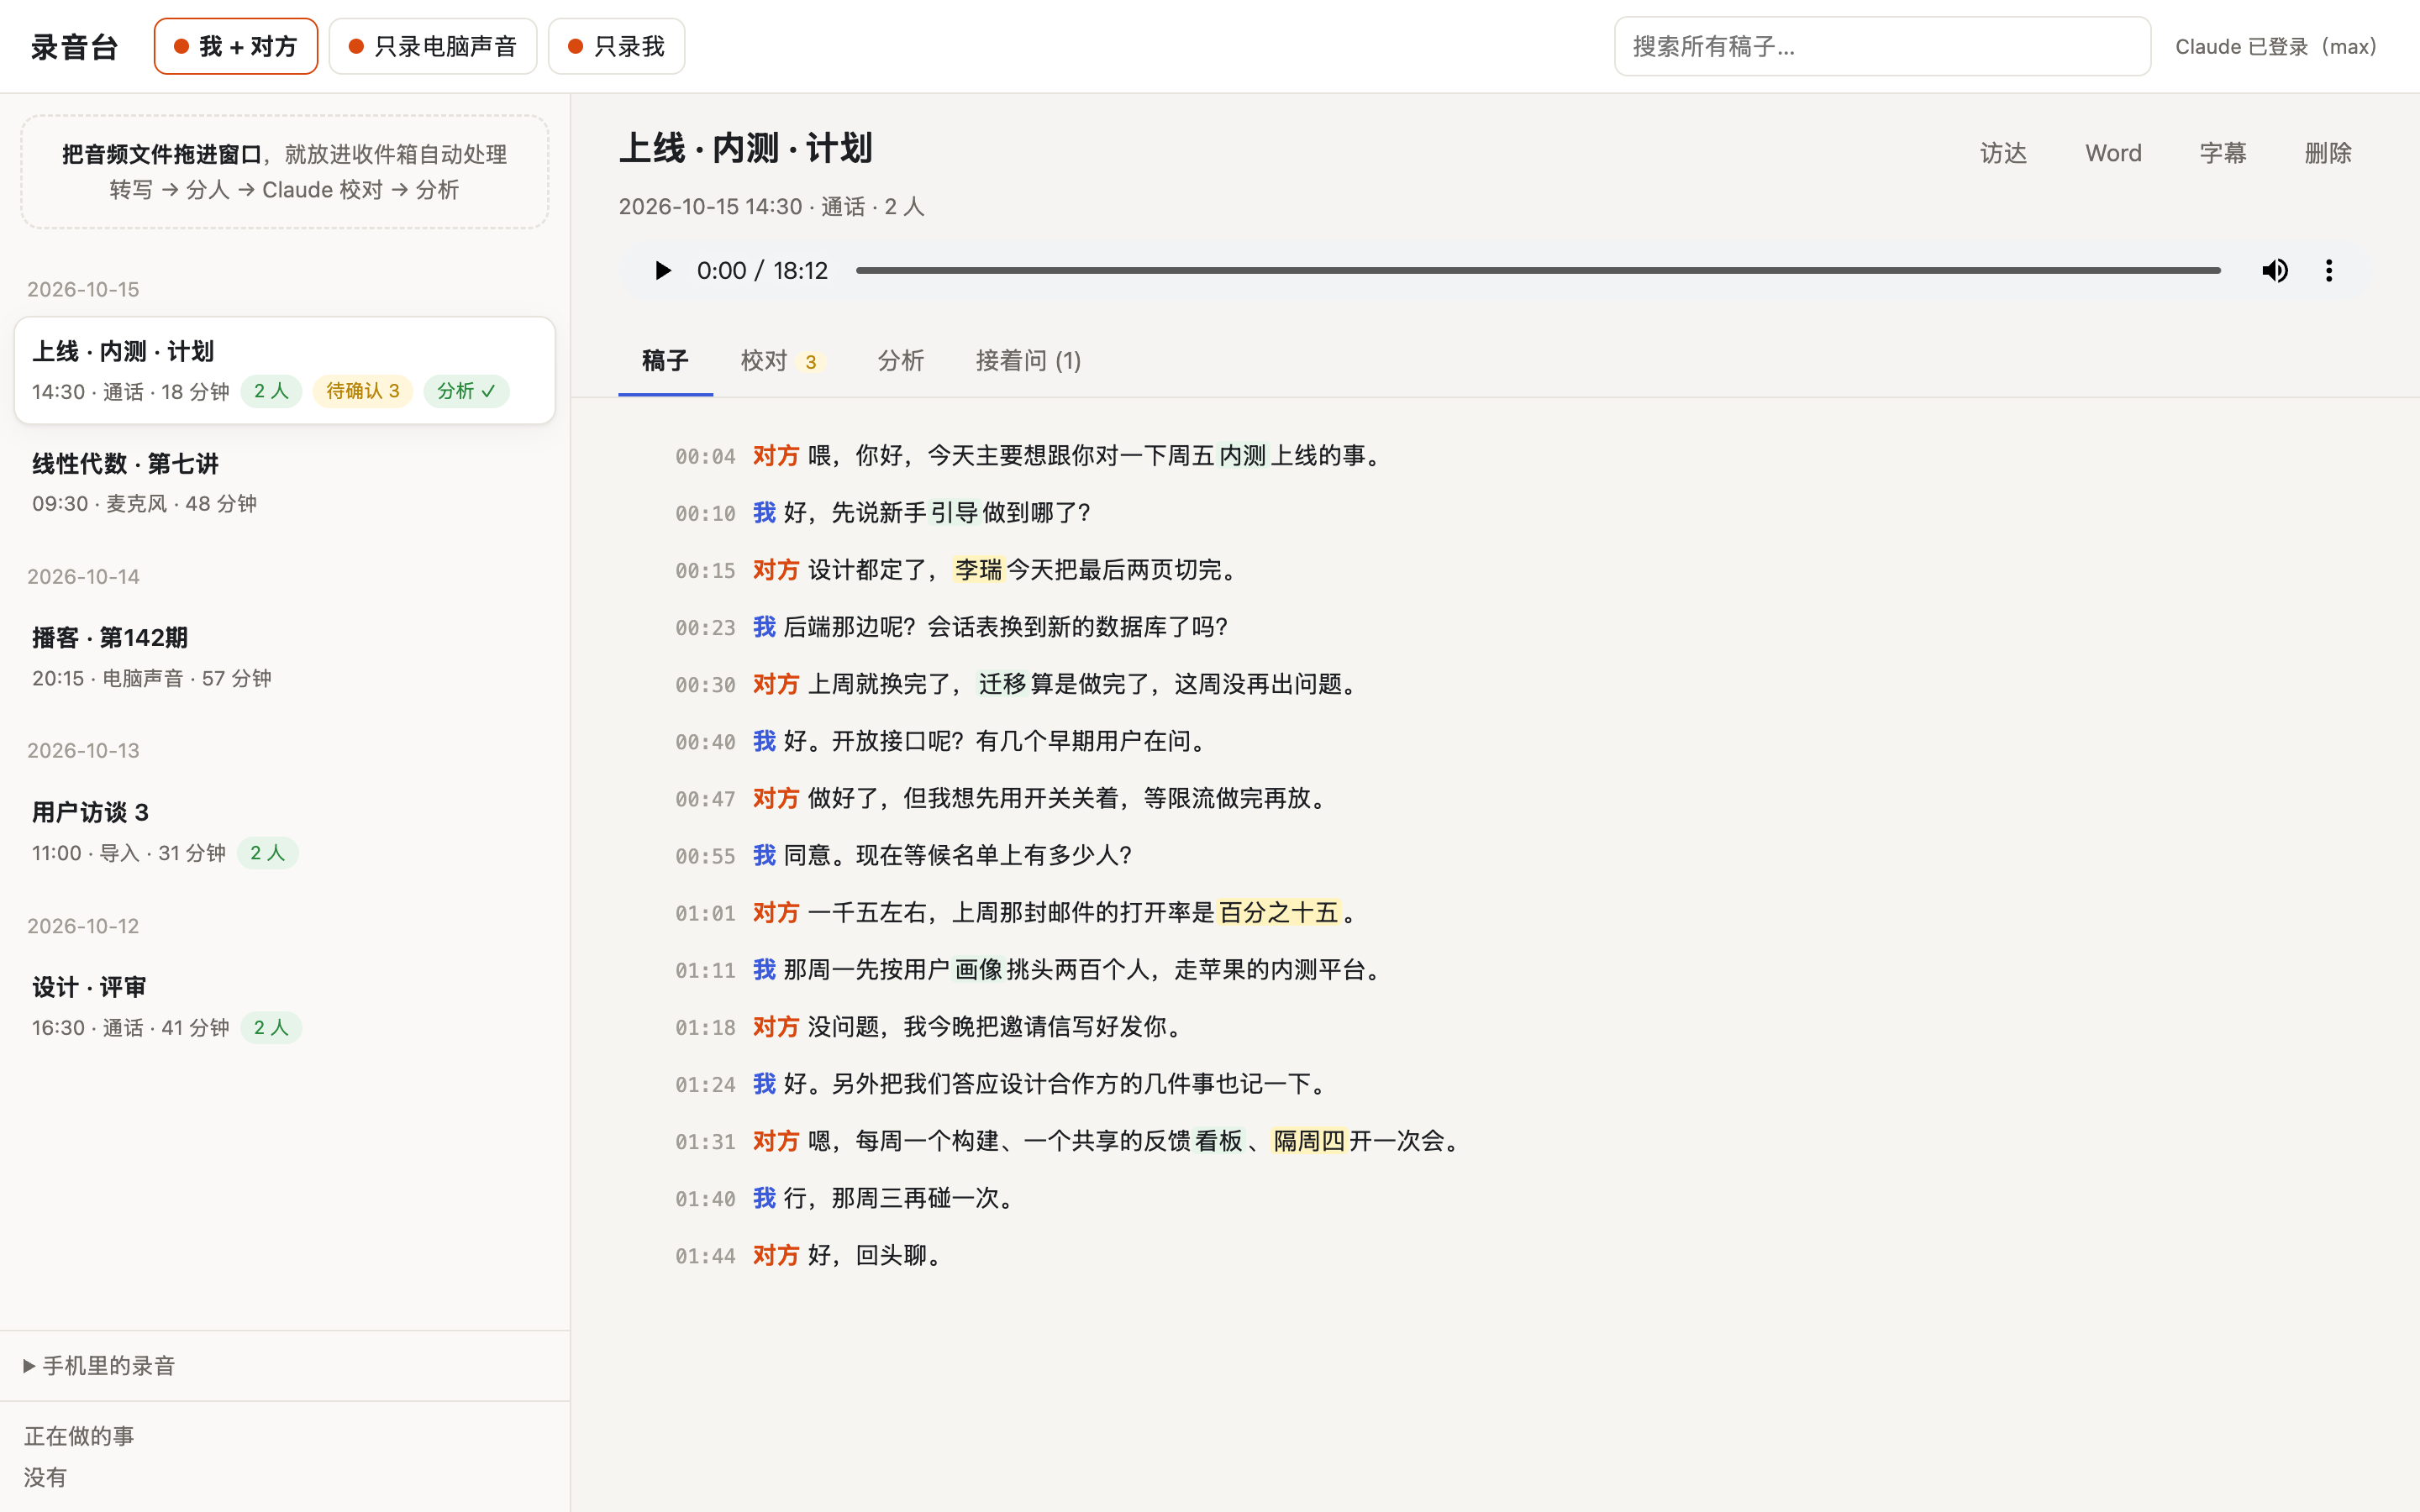 录音台
我 + 对方
只录电脑声音
只录我
搜索所有稿子...
Claude 已登录（max）
把音频文件拖进窗口，就放进收件箱自动处理
转写 → 分人 → Claude 校对 → 分析
2026-10-15
上线 · 内测 · 计划
14:30 · 通话 · 18 分钟 2 人 待确认 3 分析 ✓
线性代数 · 第七讲
09:30 · 麦克风 · 48 分钟
2026-10-14
播客 · 第142期
20:15 · 电脑声音 · 57 分钟
2026-10-13
用户访谈 3
11:00 · 导入 · 31 分钟 2 人
2026-10-12
设计 · 评审
16:30 · 通话 · 41 分钟 2 人
手机里的录音
正在做的事
没有
上线 · 内测 · 计划
访达 Word 字幕 删除
2026-10-15 14:30 · 通话 · 2 人
0:00 / 18:12
稿子 校对 3 分析 接着问 (1)
00:04 对方 喂，你好，今天主要想跟你对一下周五内测上线的事。
00:10 我 好，先说新手引导做到哪了？
00:15 对方 设计都定了，李瑞今天把最后两页切完。
00:23 我 后端那边呢？会话表换到新的数据库了吗？
00:30 对方 上周就换完了，迁移算是做完了，这周没再出问题。
00:40 我 好。开放接口呢？有几个早期用户在问。
00:47 对方 做好了，但我想先用开关关着，等限流做完再放。
00:55 我 同意。现在等候名单上有多少人？
01:01 对方 一千五左右，上周那封邮件的打开率是百分之十五。
01:11 我 那周一先按用户画像挑头两百个人，走苹果的内测平台。
01:18 对方 没问题，我今晚把邀请信写好发你。
01:24 我 好。另外把我们答应设计合作方的几件事也记一下。
01:31 对方 嗯，每周一个构建、一个共享的反馈看板、隔周四开一次会。
01:40 我 行，那周三再碰一次。
01:44 对方 好，回头聊。